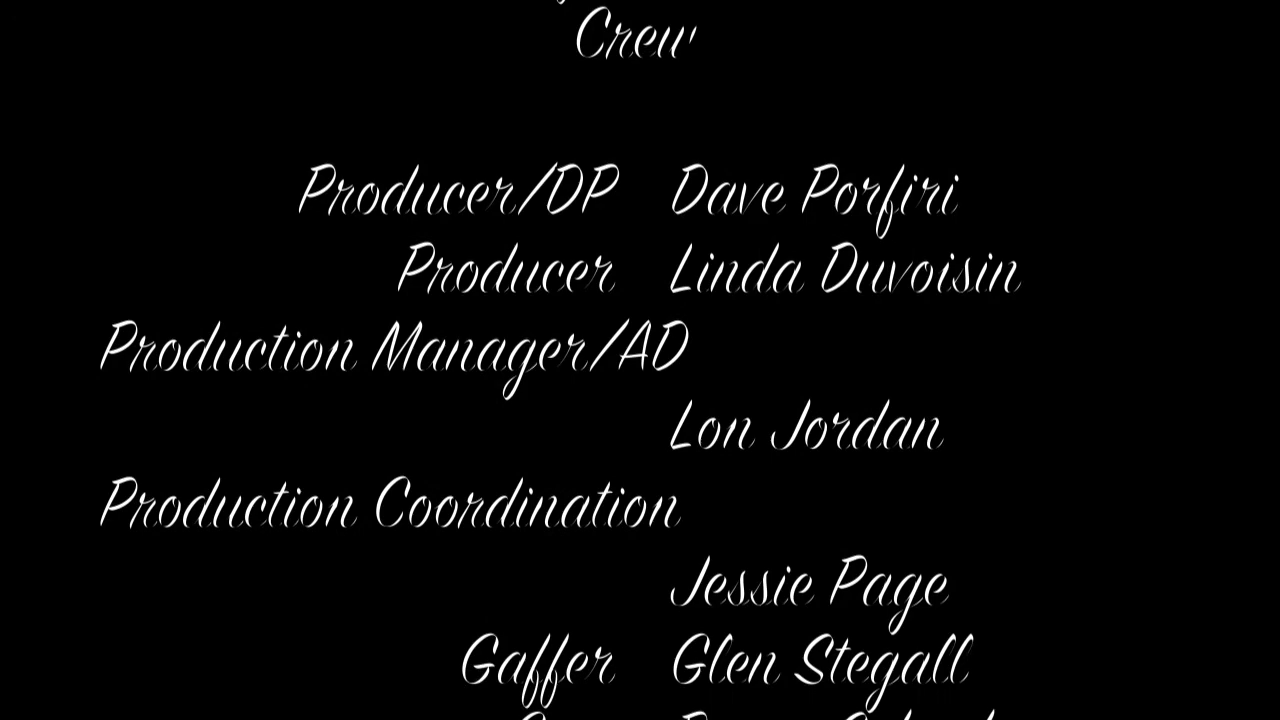 Crew
Producer/DP Dave Porfiri
Producer Linda Duvoisin
Production Manager/AD
Lon Jordan
Production Coordination
Jessie Page
Gaffer Glen Stegall